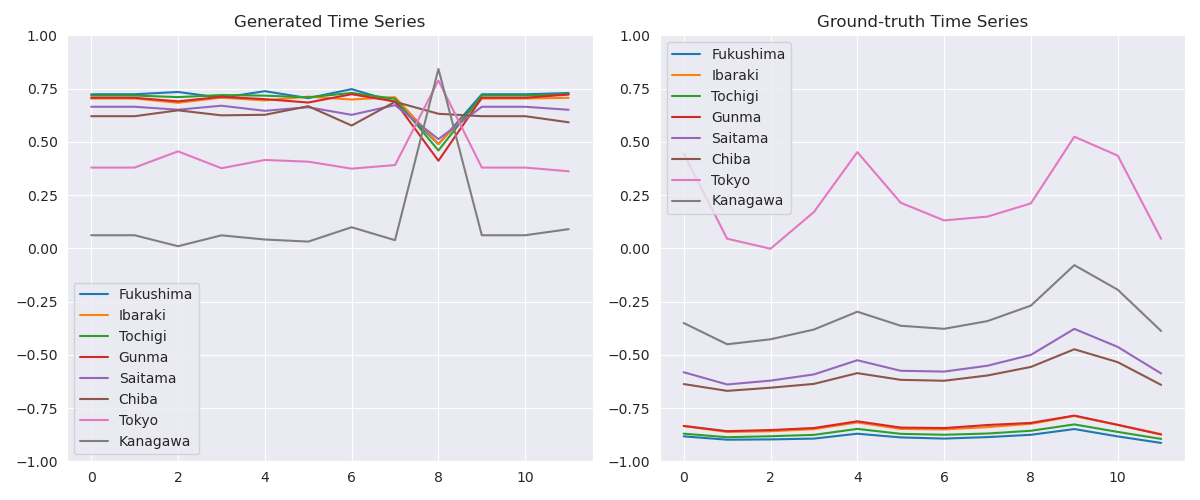 Generated Time Series
1.00
0.75
0.50
0.25
0.00
−0.25
−0.50
−0.75
−1.00
Fukushima
Ibaraki
Tochigi
Gunma
Saitama
Chiba
Tokyo
Kanagawa
0 2 4 6 8 10
Ground-truth Time Series
1.00
0.75
0.50
0.25
0.00
−0.25
−0.50
−0.75
−1.00
Fukushima
Ibaraki
Tochigi
Gunma
Saitama
Chiba
Tokyo
Kanagawa
0 2 4 6 8 10